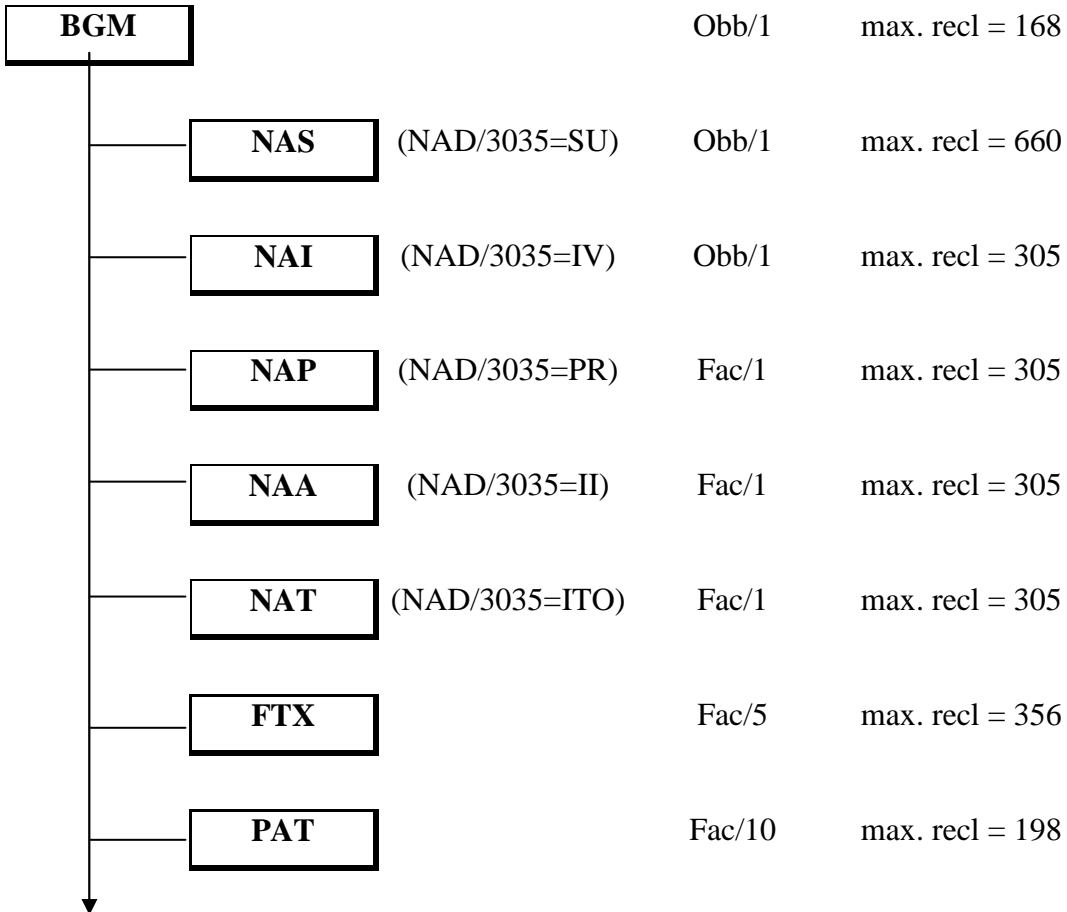 BGM Obb/1 max. recl = 168
NAS (NAD/3035=SU) Obb/1 max. recl = 660
NAI (NAD/3035=IV) Obb/1 max. recl = 305
NAP (NAD/3035=PR) Fac/1 max. recl = 305
NAA (NAD/3035=II) Fac/1 max. recl = 305
NAT (NAD/3035=ITO) Fac/1 max. recl = 305
FTX Fac/5 max. recl = 356
PAT Fac/10 max. recl = 198